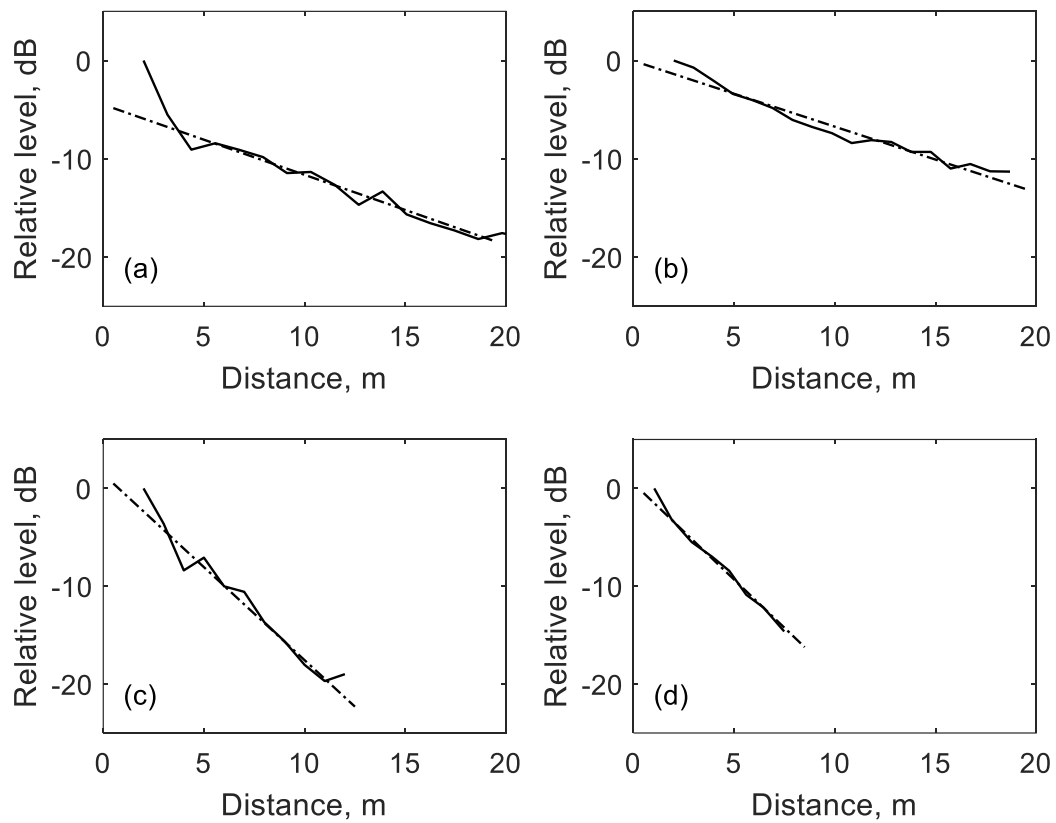 Relative level, dB
0
-10
-20
(a)
0 5 10 15 20
Distance, m
Relative level, dB
0
-10
-20
(b)
0 5 10 15 20
Distance, m
Relative level, dB
0
-10
-20
(c)
0 5 10 15 20
Distance, m
Relative level, dB
0
-10
-20
(d)
0 5 10 15 20
Distance, m